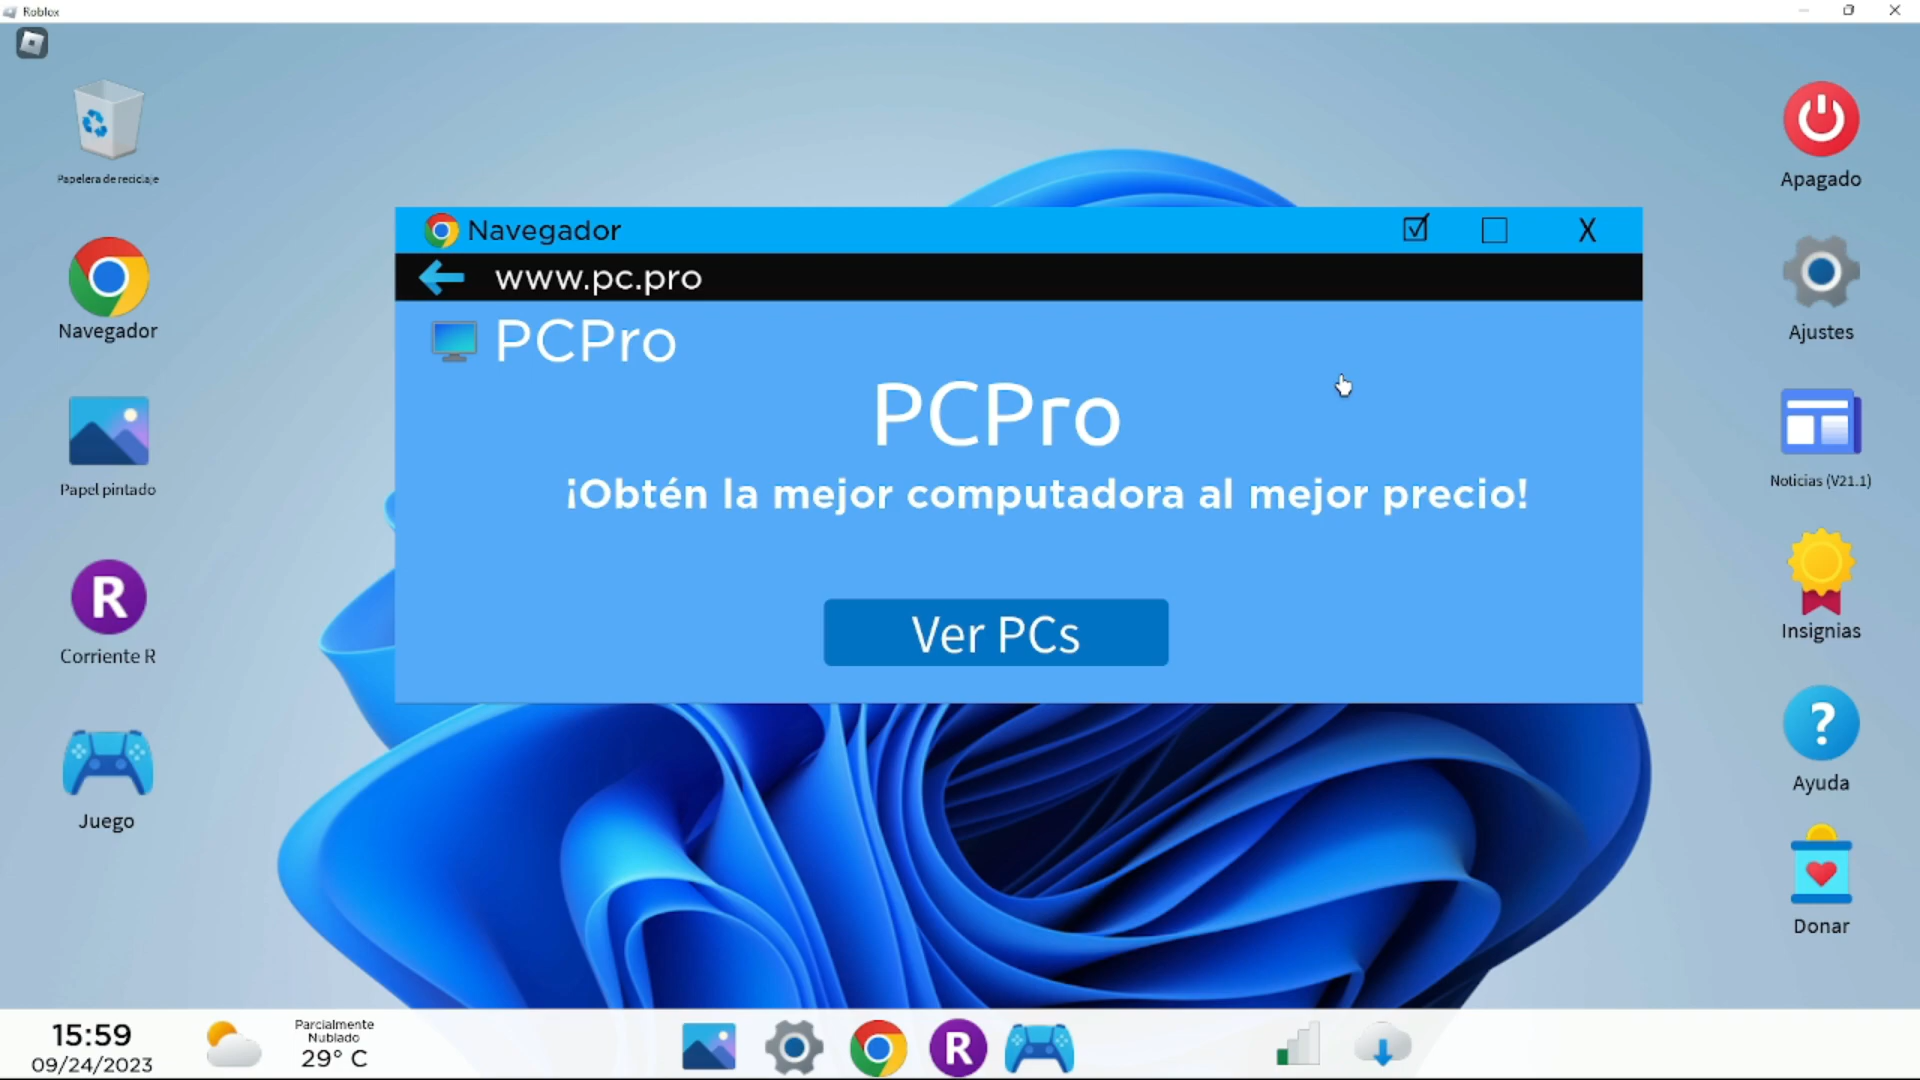 Roblox
Papelera de reciclaje
Navegador
Papel pintado
R
Corriente R
Juego
Navegador
X
www.pc.pro
PCPro
PCPro
¡Obtén la mejor computadora al mejor precio!
Ver PCs
Apagado
Ajustes
Noticias (V21.1)
Insignias
?
Ayuda
Donar
15:59
09/24/2023
Parcialmente
Nublado
29° C
R